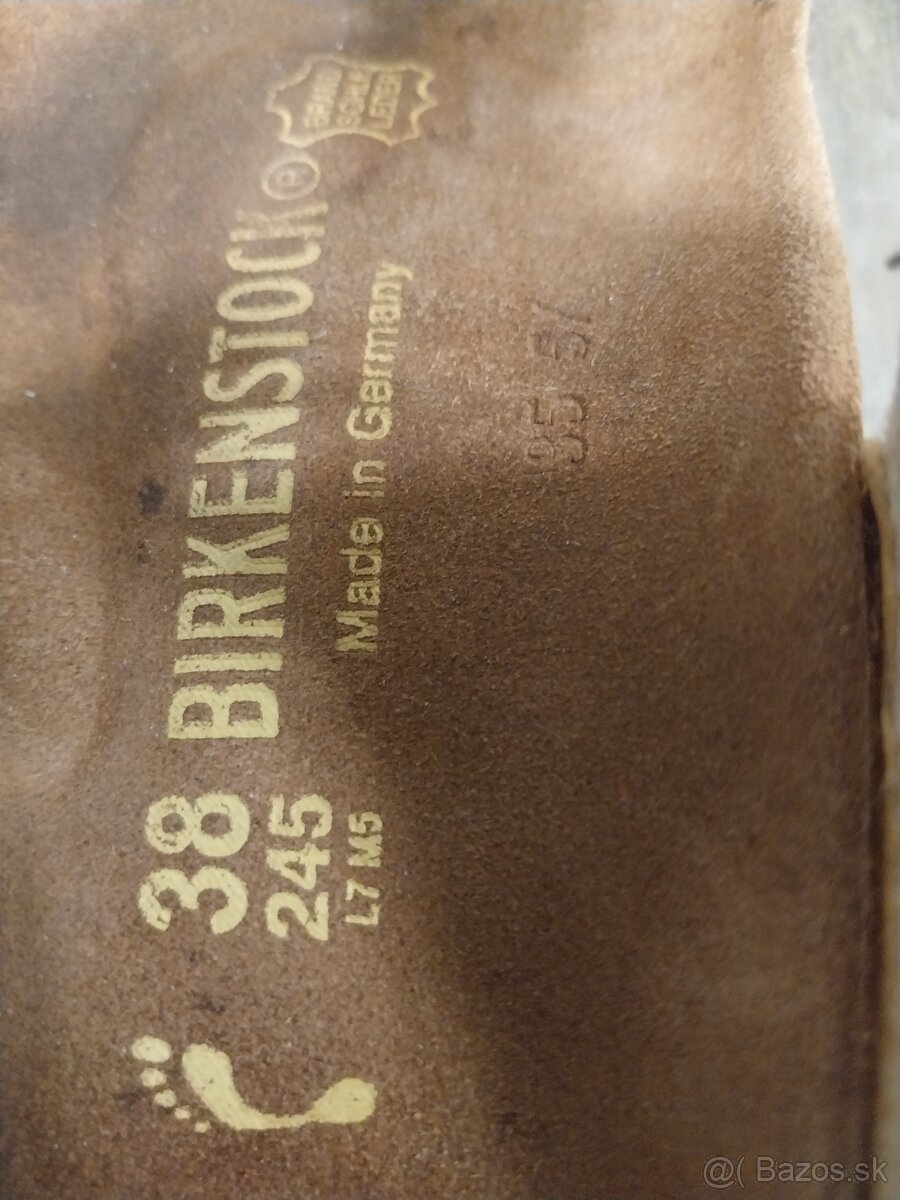 38 BIRKENSTOCK®
245 Made in Germany
L7 M5
@( Bazos.sk